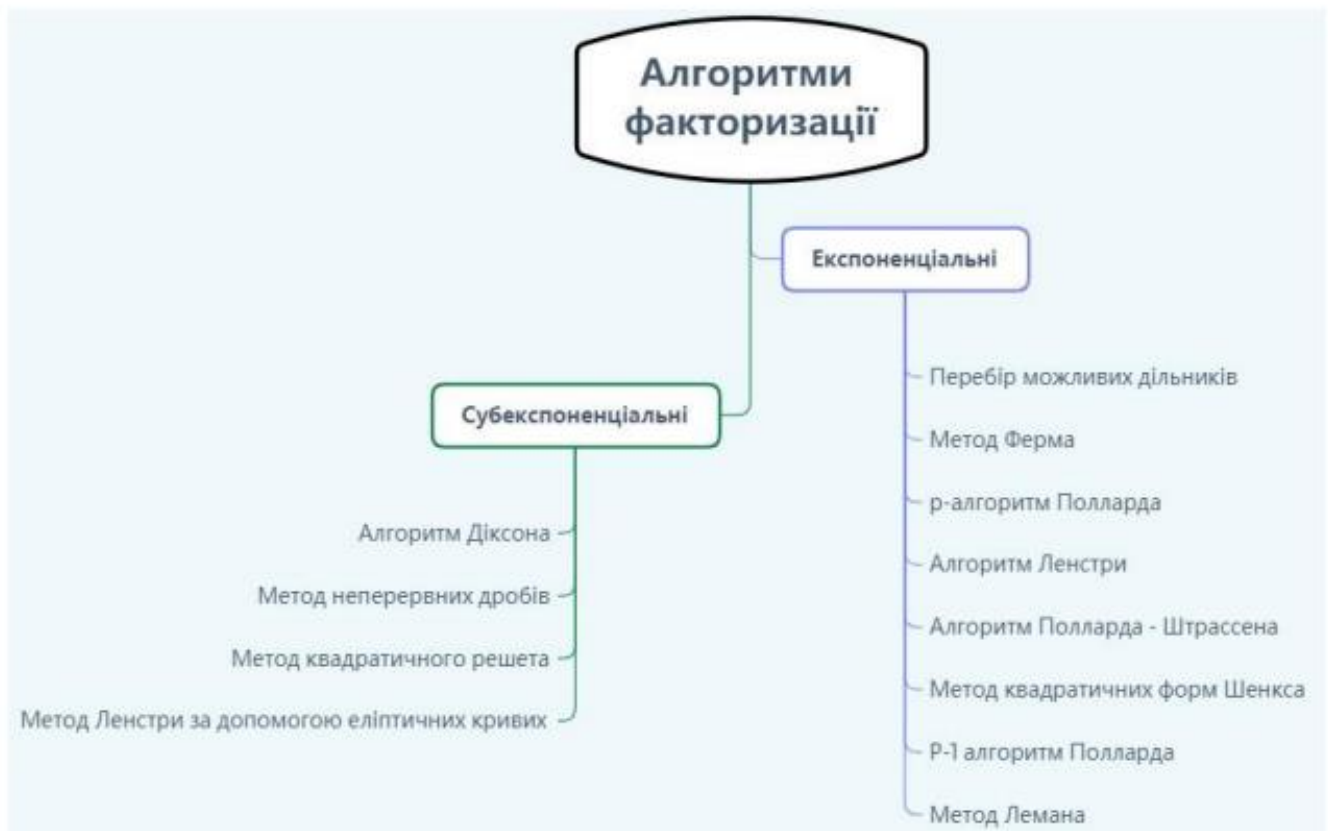 Алгоритми
факторизації
Експоненціальні
Перебір можливих дільників
Метод Ферма
р-алгоритм Полларда
Алгоритм Ленстри
Алгоритм Полларда - Штрассена
Метод квадратичних форм Шенкса
Р-1 алгоритм Полларда
Метод Лемана
Субекспоненціальні
Алгоритм Діксона
Метод неперервних дробів
Метод квадратичного решета
Метод Ленстри за допомогою еліптичних кривих